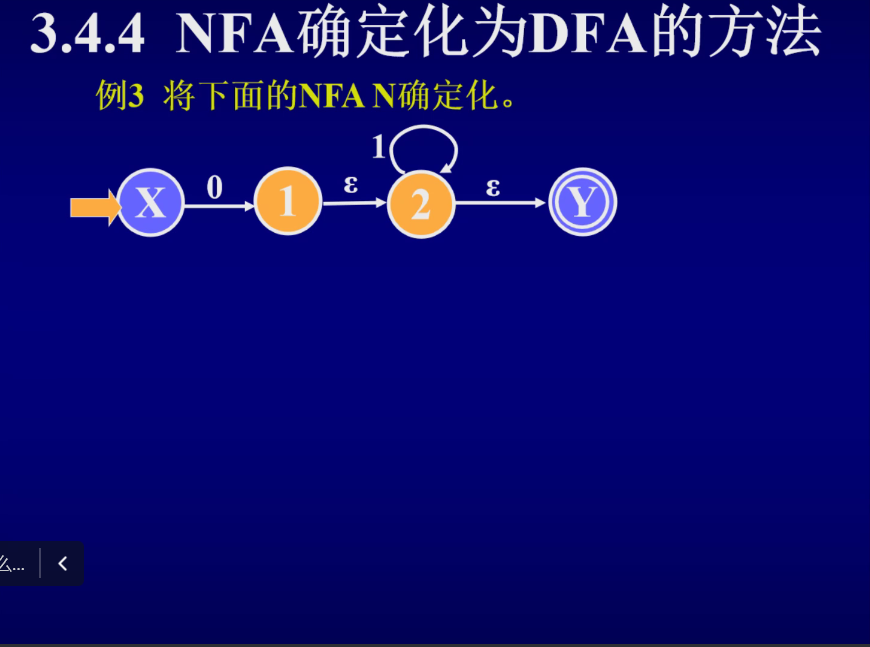 3.4.4 NFA确定化为DFA的方法
例3 将下面的NFA N确定化。
1
0 ε ε
X 1 2 Y
么...